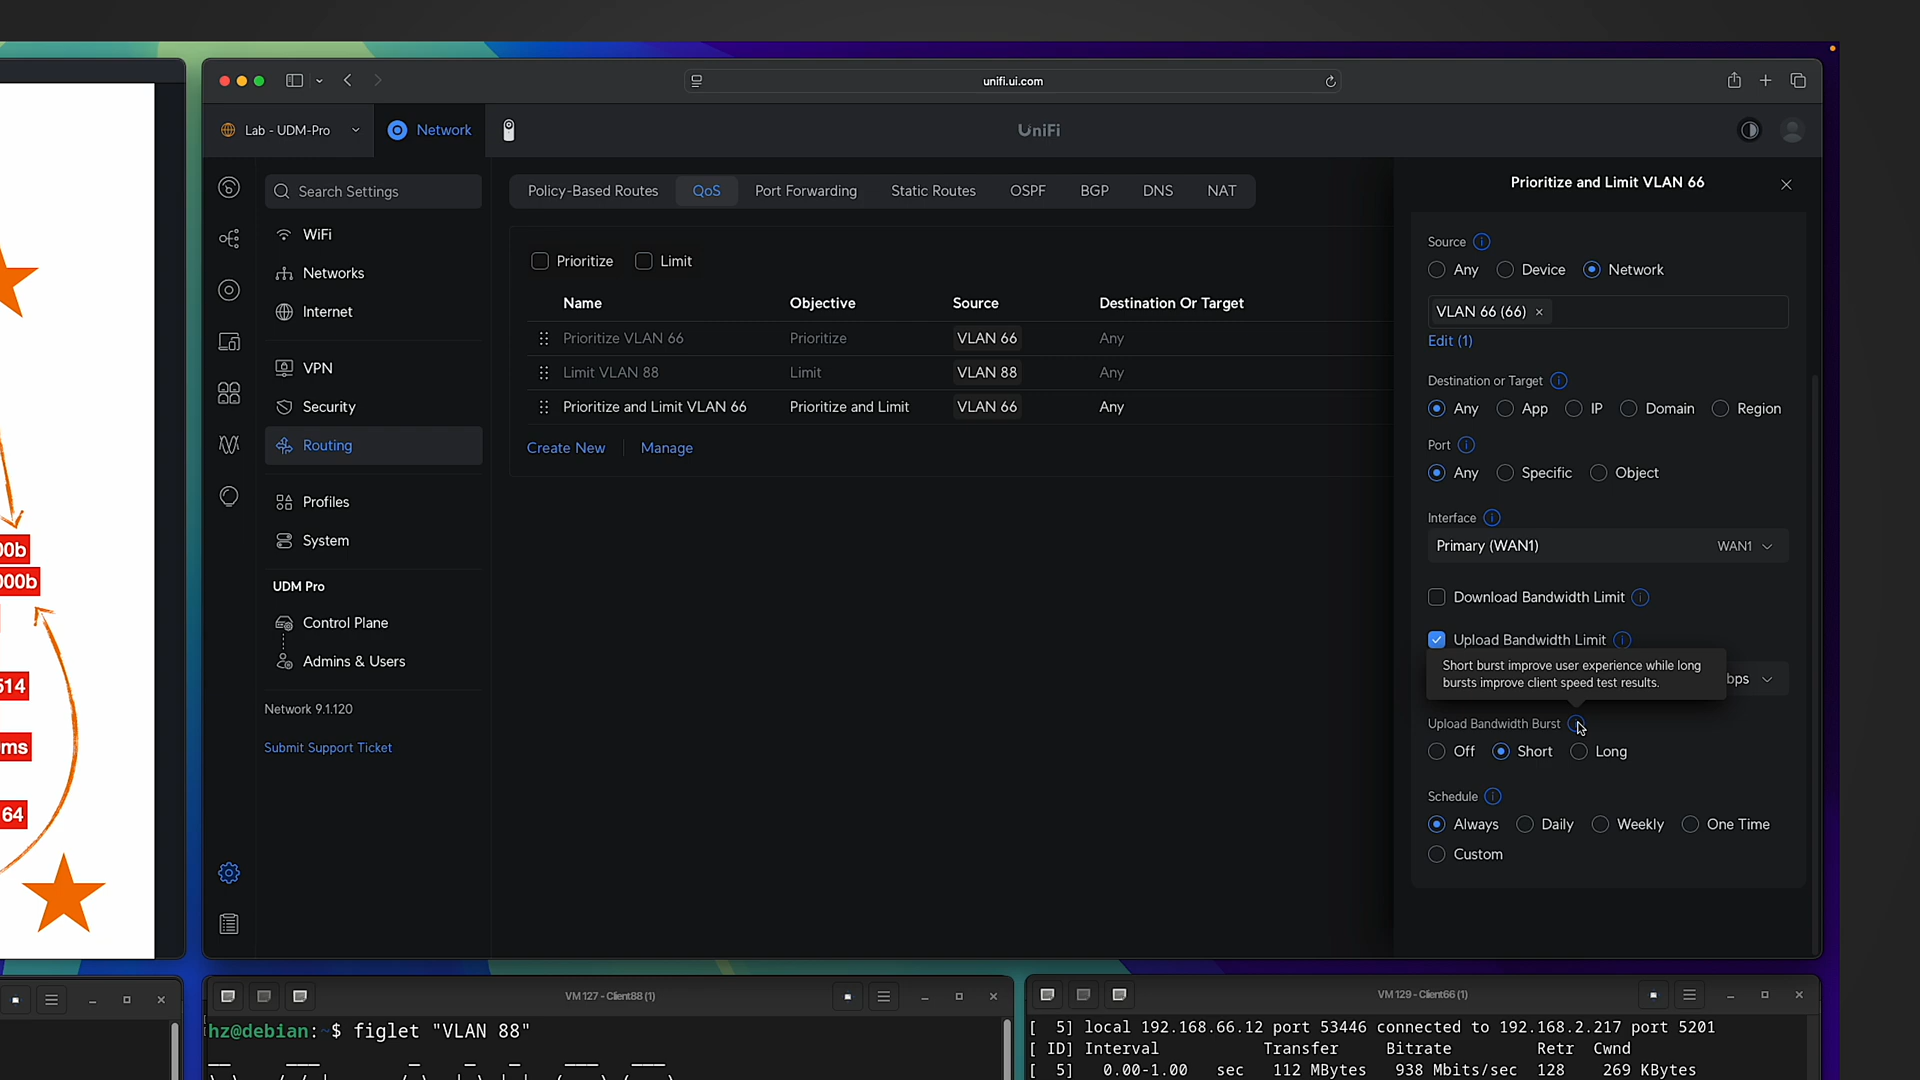 unifi.ui.com
Lab - UDM-Pro
Network
UniFi
Search Settings
WiFi
Networks
Internet
VPN
Security
Routing
Profiles
System
UDM Pro
Control Plane
Admins & Users
Network 9.1.120
Submit Support Ticket
Policy-Based Routes QoS Port Forwarding Static Routes OSPF BGP DNS NAT
Prioritize Limit
Name Objective Source Destination Or Target
Prioritize VLAN 66 Prioritize VLAN 66 Any
Limit VLAN 88 Limit VLAN 88 Any
Prioritize and Limit VLAN 66 Prioritize and Limit VLAN 66 Any
Create New Manage
Prioritize and Limit VLAN 66
Source
Any Device Network
VLAN 66 (66)
Edit (1)
Destination or Target
Any App IP Domain Region
Port
Any Specific Object
Interface
Primary (WAN1) WAN1
Download Bandwidth Limit
Upload Bandwidth Limit
Short burst improve user experience while long
bursts improve client speed test results.
bps
Upload Bandwidth Burst
Off Short Long
Schedule
Always Daily Weekly One Time
Custom
00b
000b
514
ms
64
VM 127 - Client88 (1)
hz@debian:~$ figlet "VLAN 88"
VM 129 - Client66 (1)
[  5] local 192.168.66.12 port 53446 connected to 192.168.2.217 port 5201
[ ID] Interval Transfer Bitrate Retr Cwnd
[  5] 0.00-1.00 sec 112 MBytes 938 Mbits/sec 128 269 KBytes